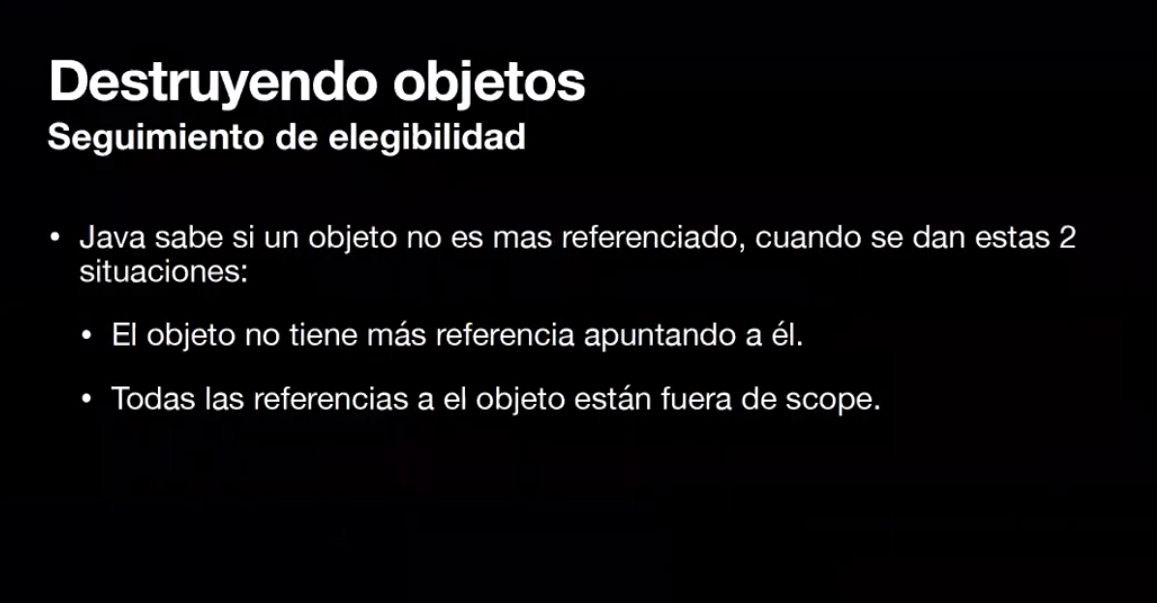 Destruyendo objetos
Seguimiento de elegibilidad
• Java sabe si un objeto no es mas referenciado, cuando se dan estas 2
situaciones:
• El objeto no tiene más referencia apuntando a él.
• Todas las referencias a el objeto están fuera de scope.